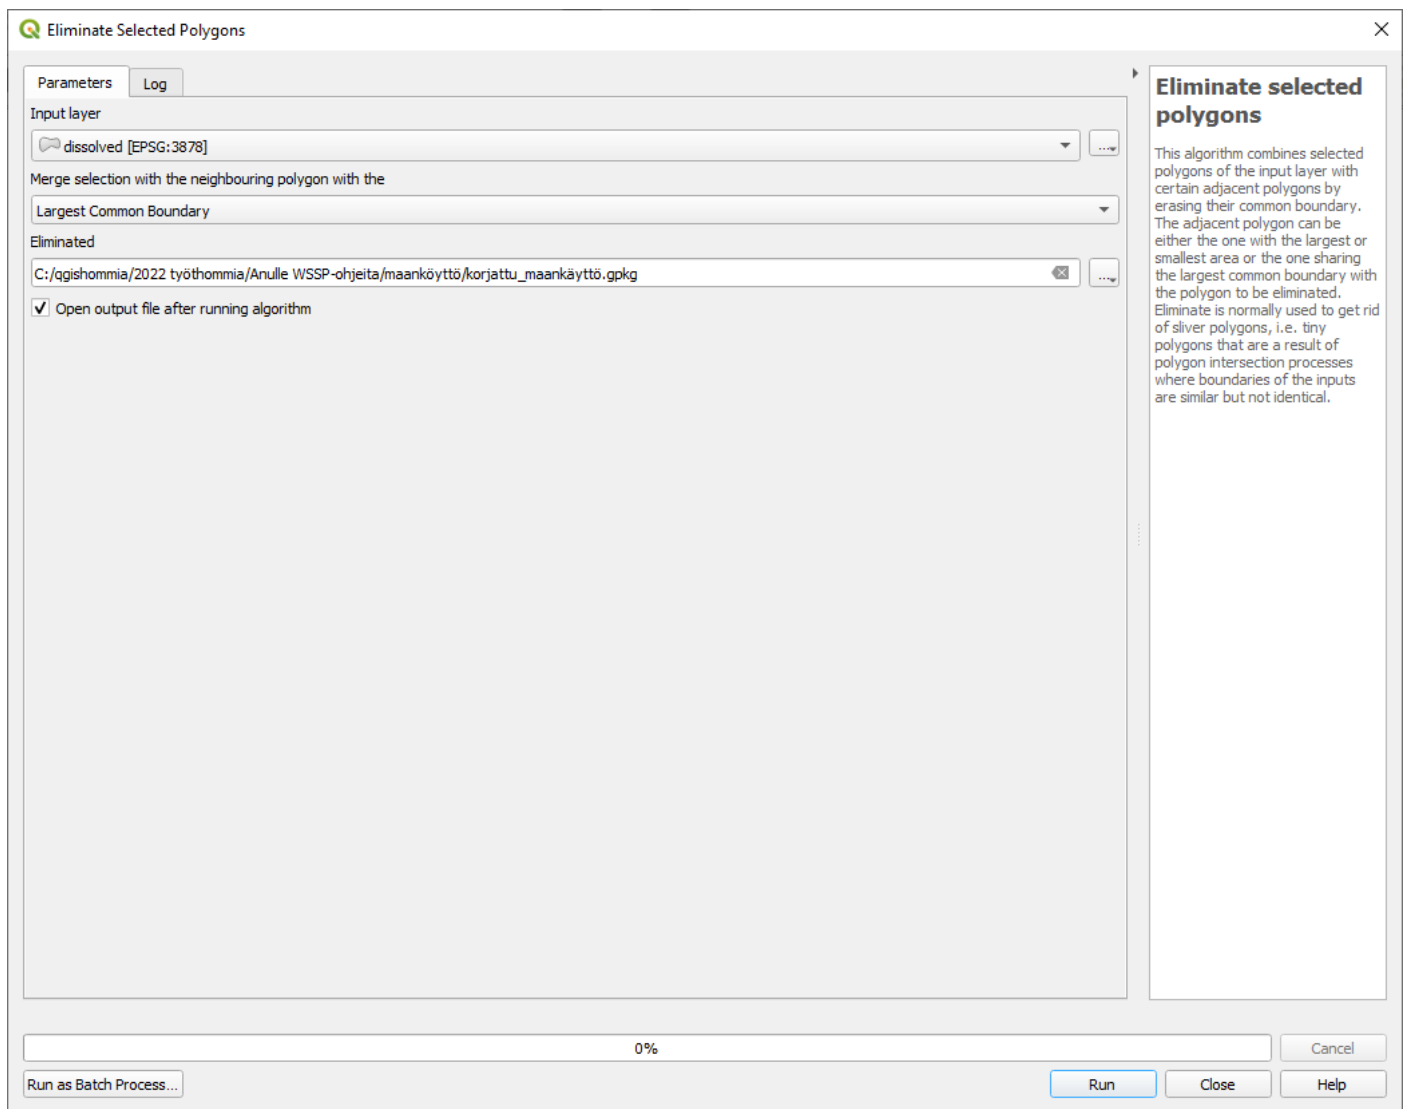 Eliminate Selected Polygons
Parameters
Log
Input layer
dissolved [EPSG:3878]
...
Merge selection with the neighbouring polygon with the
Largest Common Boundary
Eliminated
C:/qgishommia/2022 työthommia/Anulle WSSP-ohjeita/maanköyttö/korjattu_maankäyttö.gpkg
...
Open output file after running algorithm
Eliminate selected
polygons
This algorithm combines selected
polygons of the input layer with
certain adjacent polygons by
erasing their common boundary.
The adjacent polygon can be
either the one with the largest or
smallest area or the one sharing
the largest common boundary with
the polygon to be eliminated.
Eliminate is normally used to get rid
of sliver polygons, i.e. tiny
polygons that are a result of
polygon intersection processes
where boundaries of the inputs
are similar but not identical.
0%
Cancel
Run as Batch Process...
Run
Close
Help